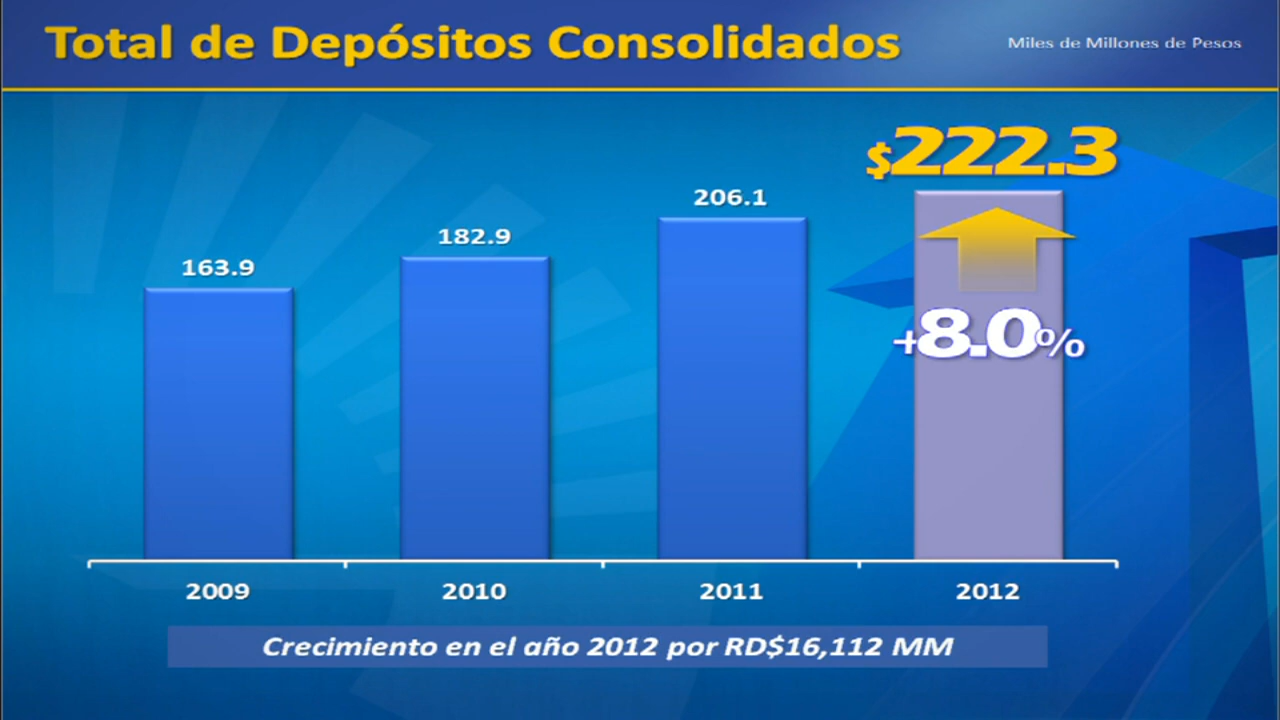 Total de Depósitos Consolidados
Miles de Millones de Pesos
$222.3
206.1
182.9
163.9
+8.0%
2009 2010 2011 2012
Crecimiento en el año 2012 por RD$16,112 MM